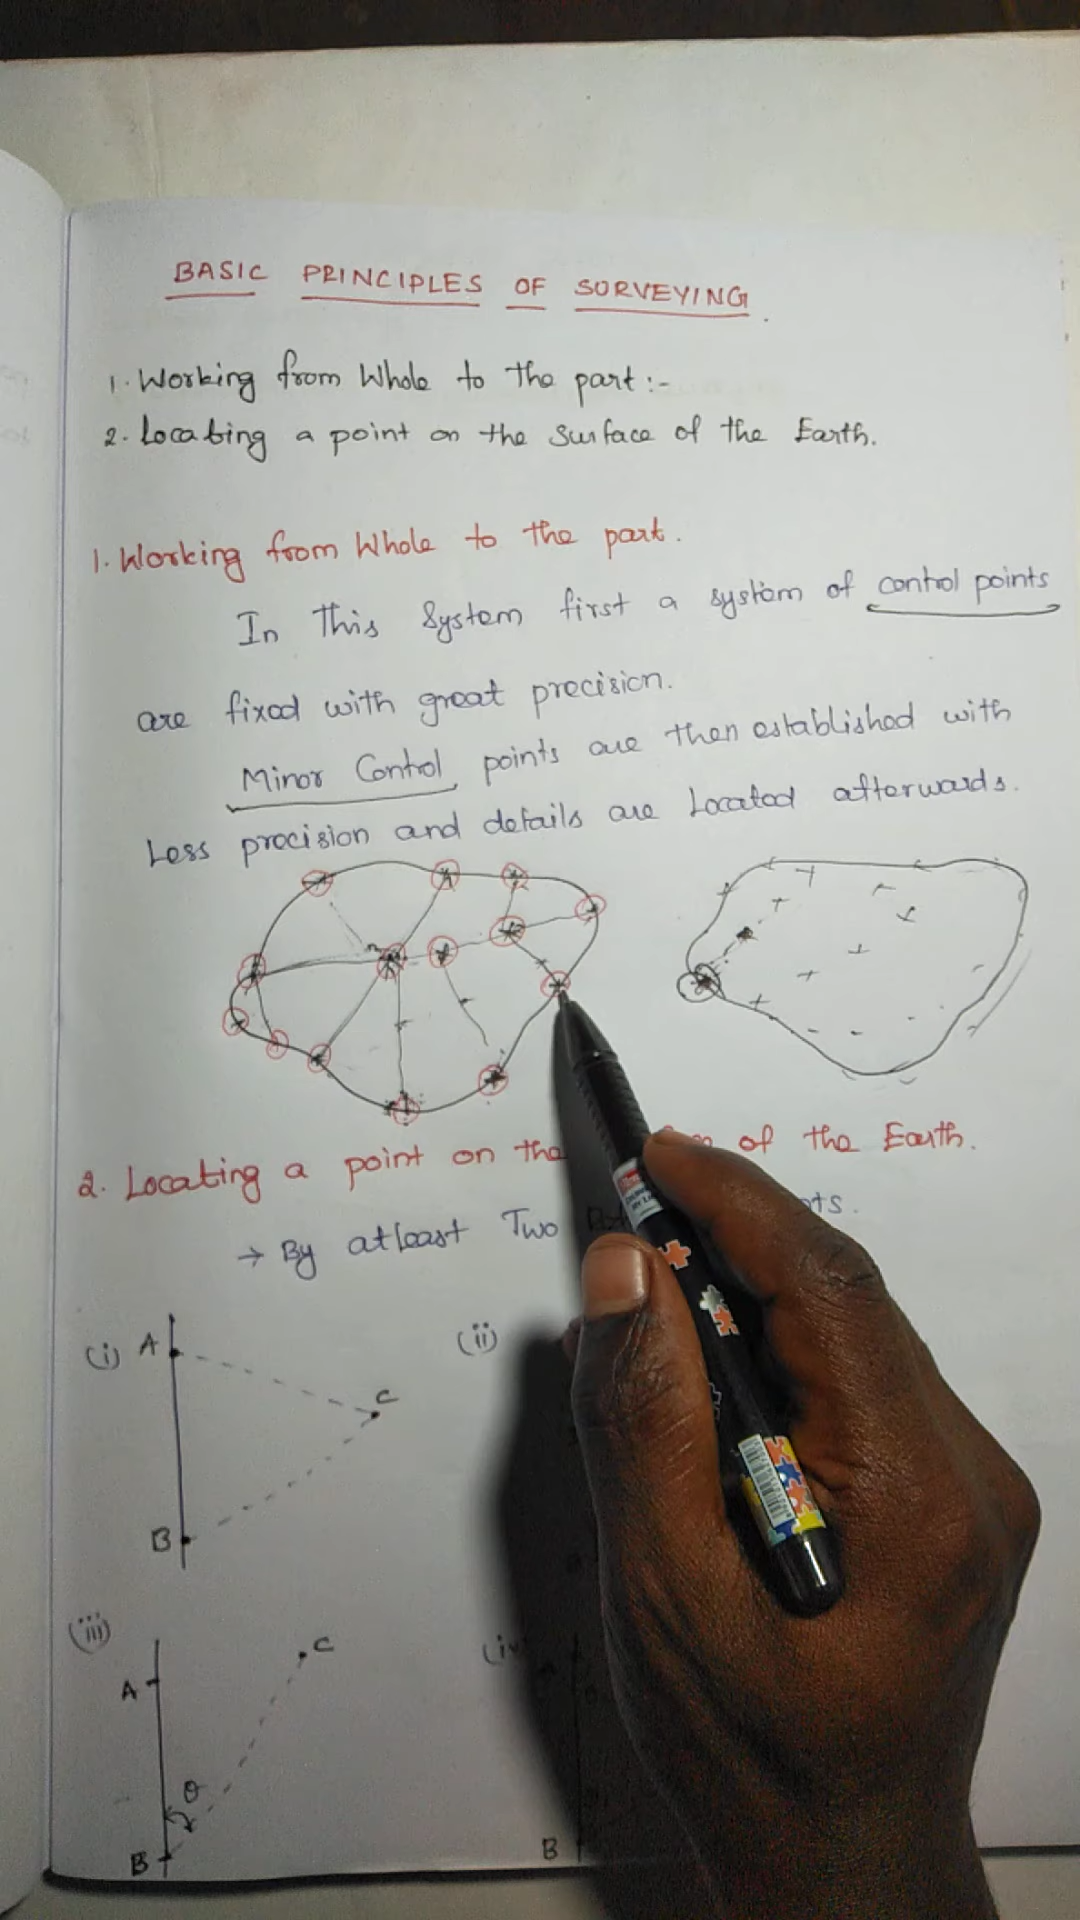 BASIC PRINCIPLES OF SURVEYING
1. Working from Whole to the part :-
2. Locating a point on the Surface of the Earth.
1. Working from Whole to the part.
In This System first a system of control points
are fixed with great precision.
Minor Control points are then established with
Less precision and details are Located afterwards.
2. Locating a point on the of the Earth.
→ By atleast Two
(i) A C B
(ii)
(iii) A C θ B
(iv) B